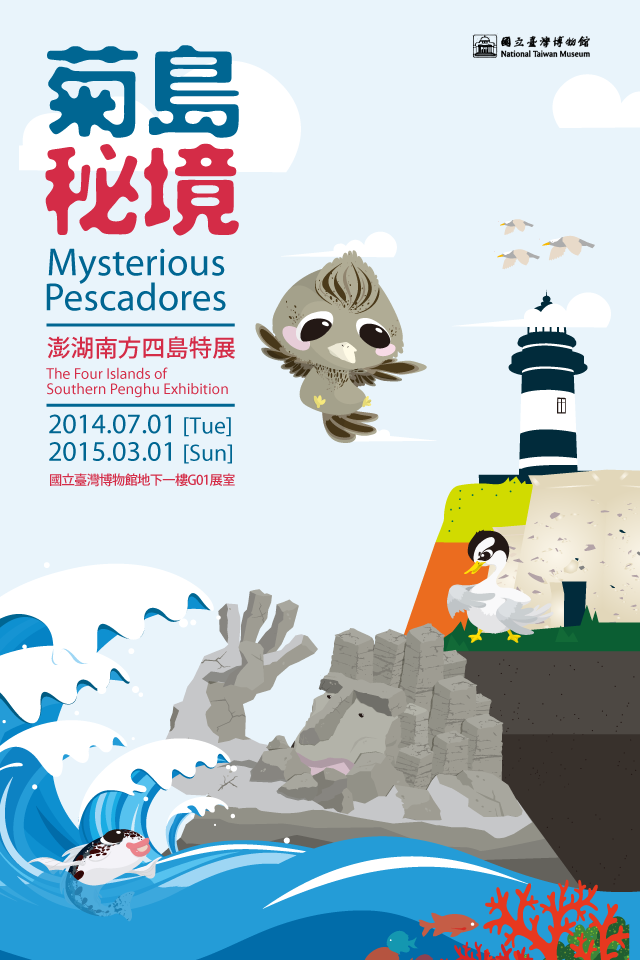 菊島
秘境
Mysterious
Pescadores
澎湖南方四島特展
The Four Islands of
Southern Penghu Exhibition
2014.07.01 [Tue]
2015.03.01 [Sun]
國立臺灣博物館地下一樓G01展室
國立臺灣博物館
National Taiwan Museum